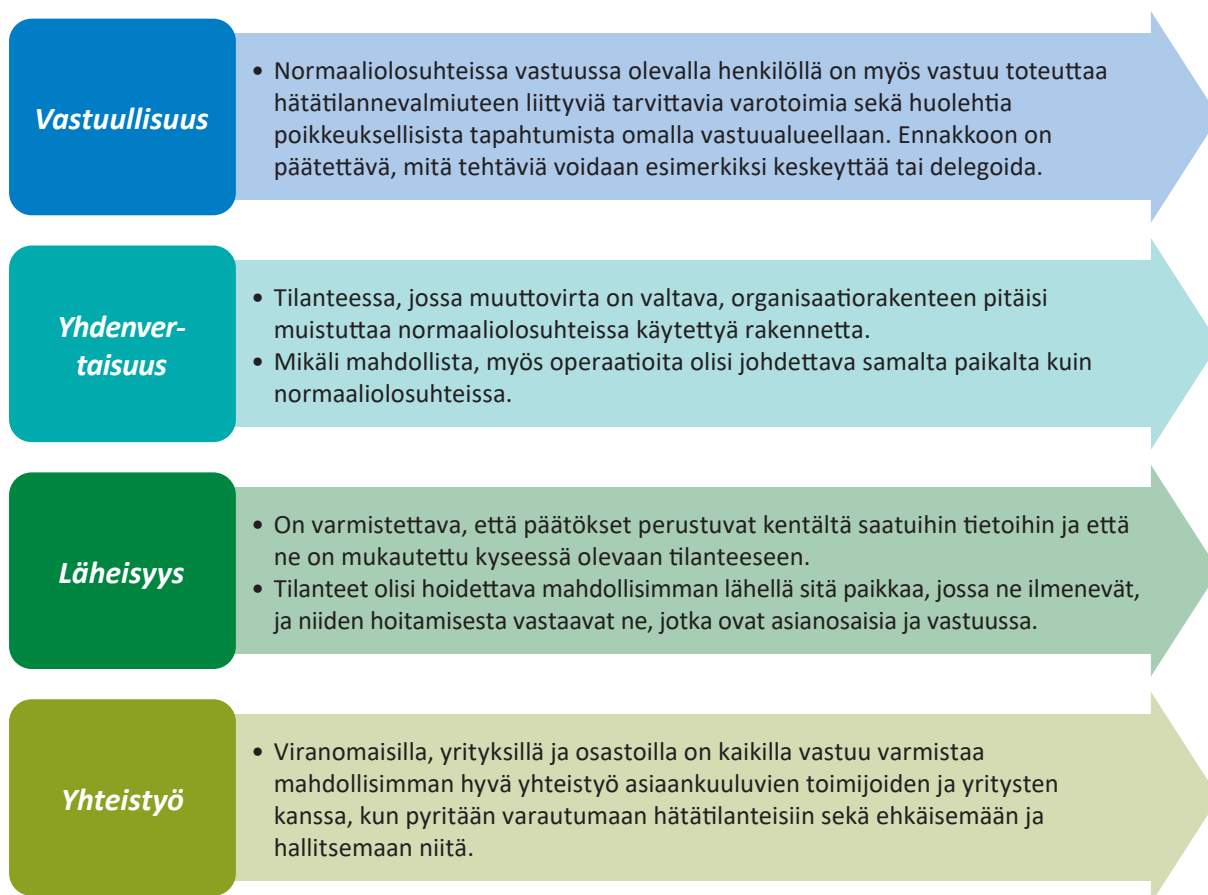 Vastuullisuus
• Normaaliolosuhteissa vastuussa olevalla henkilöllä on myös vastuu toteuttaa
hätätilannevalmiuteen liittyviä tarvittavia varotoimia sekä huolehtia
poikkeuksellisista tapahtumista omalla vastuualueellaan. Ennakkoon on
päätettävä, mitä tehtäviä voidaan esimerkiksi keskeyttää tai delegoida.
Yhdenver-
taisuus
• Tilanteessa, jossa muuttovirta on valtava, organisaatiorakenteen pitäisi
muistuttaa normaaliolosuhteissa käytettyä rakennetta.
• Mikäli mahdollista, myös operaatioita olisi johdettava samalta paikalta kuin
normaaliolosuhteissa.
Läheisyys
• On varmistettava, että päätökset perustuvat kentältä saatuihin tietoihin ja että
ne on mukautettu kyseessä olevaan tilanteeseen.
• Tilanteet olisi hoidettava mahdollisimman lähellä sitä paikkaa, jossa ne ilmenevät,
ja niiden hoitamisesta vastaavat ne, jotka ovat asianosaisia ja vastuussa.
Yhteistyö
• Viranomaisilla, yrityksillä ja osastoilla on kaikilla vastuu varmistaa
mahdollisimman hyvä yhteistyö asiaankuuluvien toimijoiden ja yritysten
kanssa, kun pyritään varautumaan hätätilanteisiin sekä ehkäisemään ja
hallitsemaan niitä.